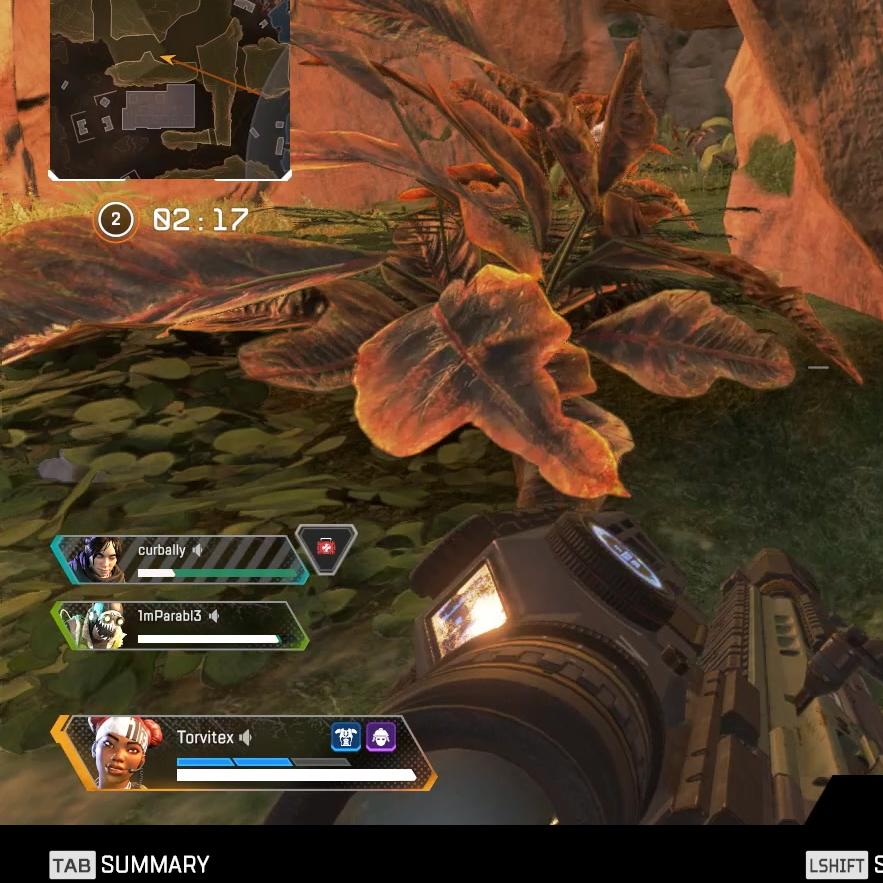 2 02:17
curbally
1mParabl3
Torvitex
TAB SUMMARY
LSHIFT S